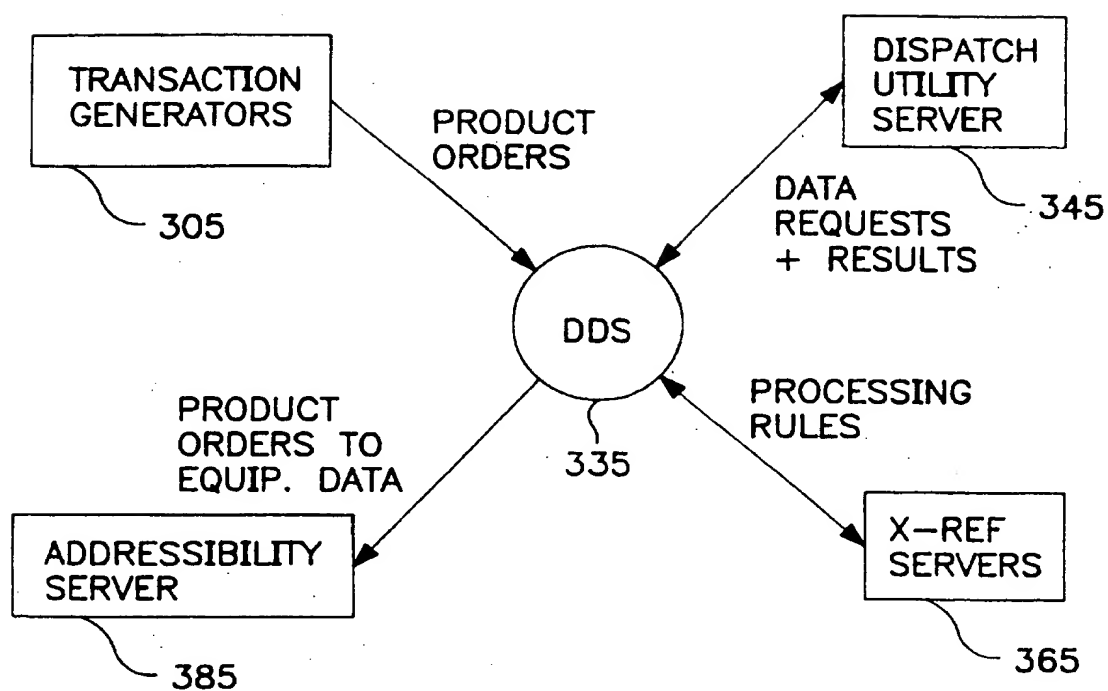 TRANSACTION
GENERATORS
305
PRODUCT
ORDERS
DISPATCH
UTILITY
SERVER
345
DATA
REQUESTS
+ RESULTS
DDS
335
PRODUCT
ORDERS TO
EQUIP. DATA
PROCESSING
RULES
ADDRESSIBILITY
SERVER
385
X-REF
SERVERS
365